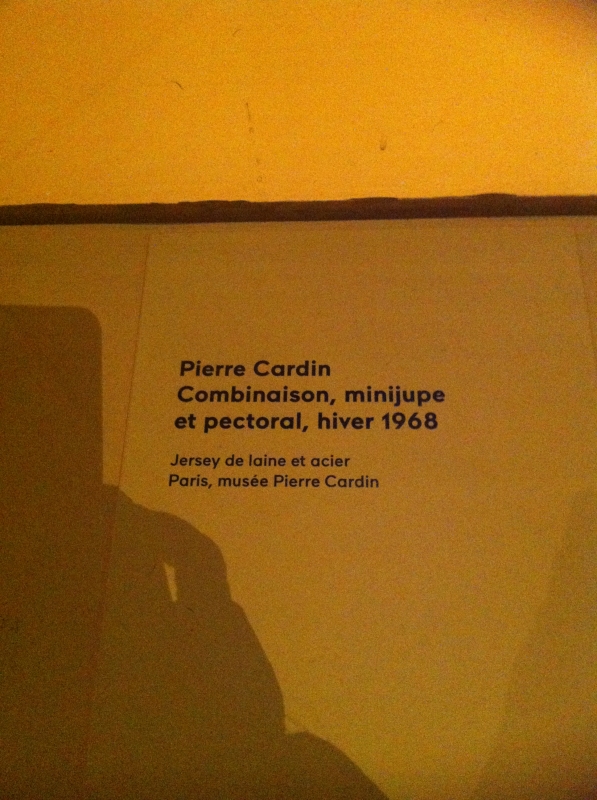 Pierre Cardin
Combinaison, minijupe
et pectoral, hiver 1968
Jersey de laine et acier
Paris, musée Pierre Cardin